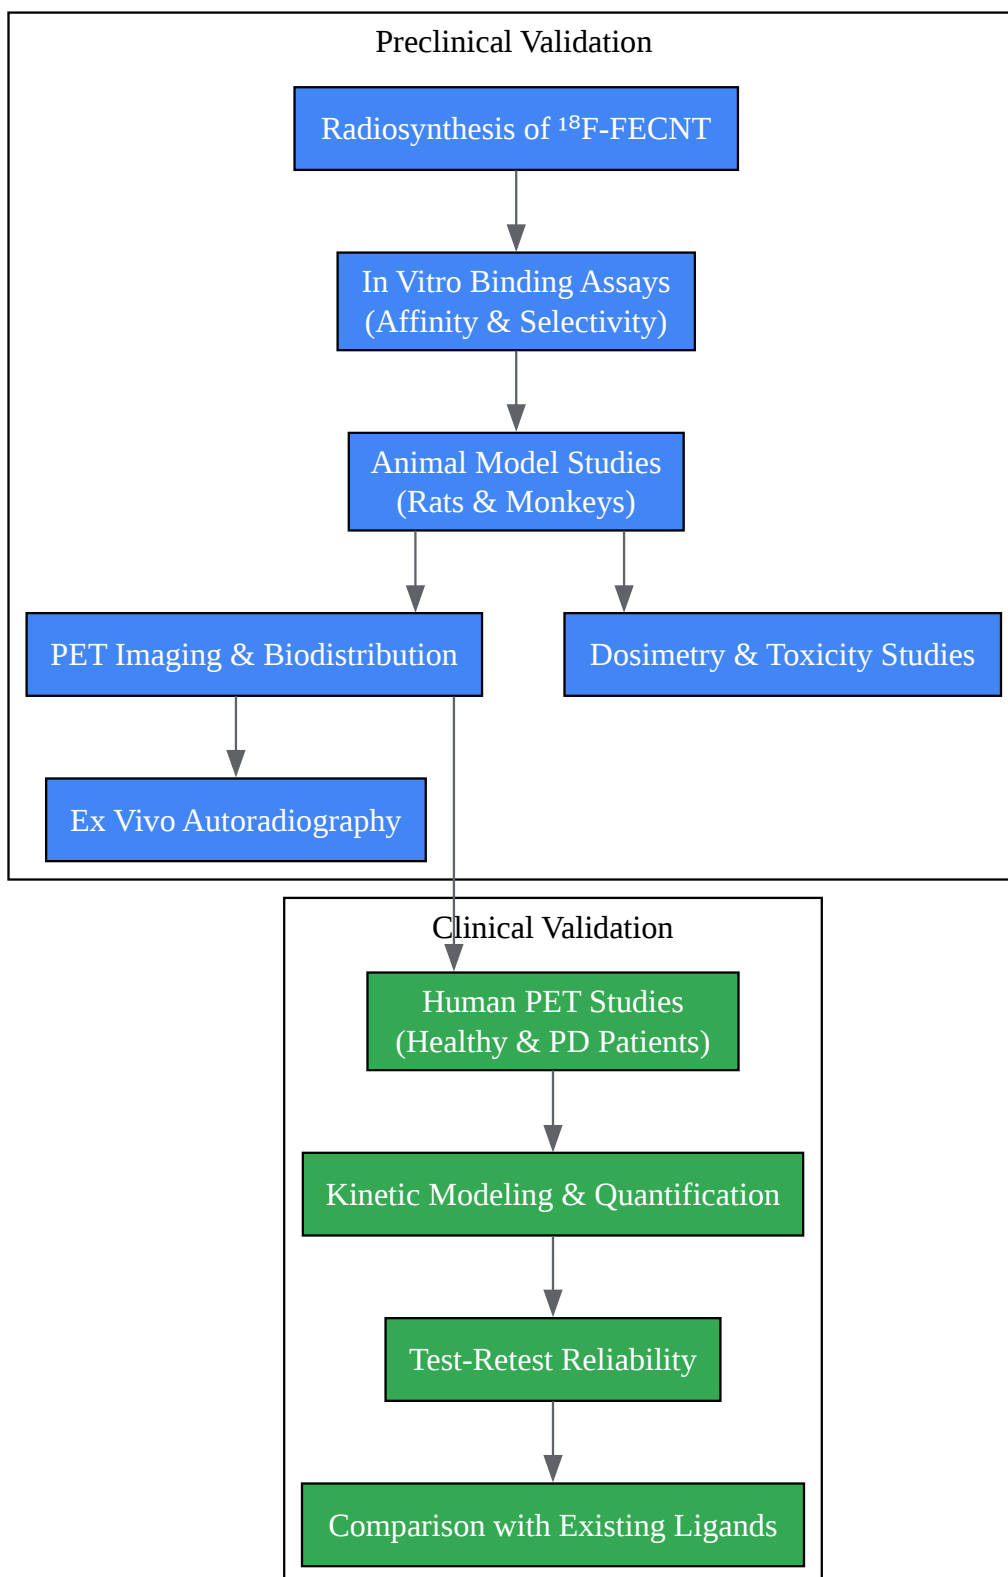 Preclinical Validation
Radiosynthesis of ¹⁸F-FECNT
In Vitro Binding Assays
(Affinity & Selectivity)
Animal Model Studies
(Rats & Monkeys)
PET Imaging & Biodistribution
Dosimetry & Toxicity Studies
Ex Vivo Autoradiography
Clinical Validation
Human PET Studies
(Healthy & PD Patients)
Kinetic Modeling & Quantification
Test-Retest Reliability
Comparison with Existing Ligands